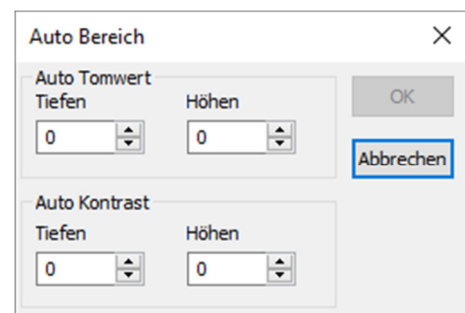 Auto Bereich
Auto Tomwert
Tiefen Höhen
0 0
OK
Abbrechen
Auto Kontrast
Tiefen Höhen
0 0